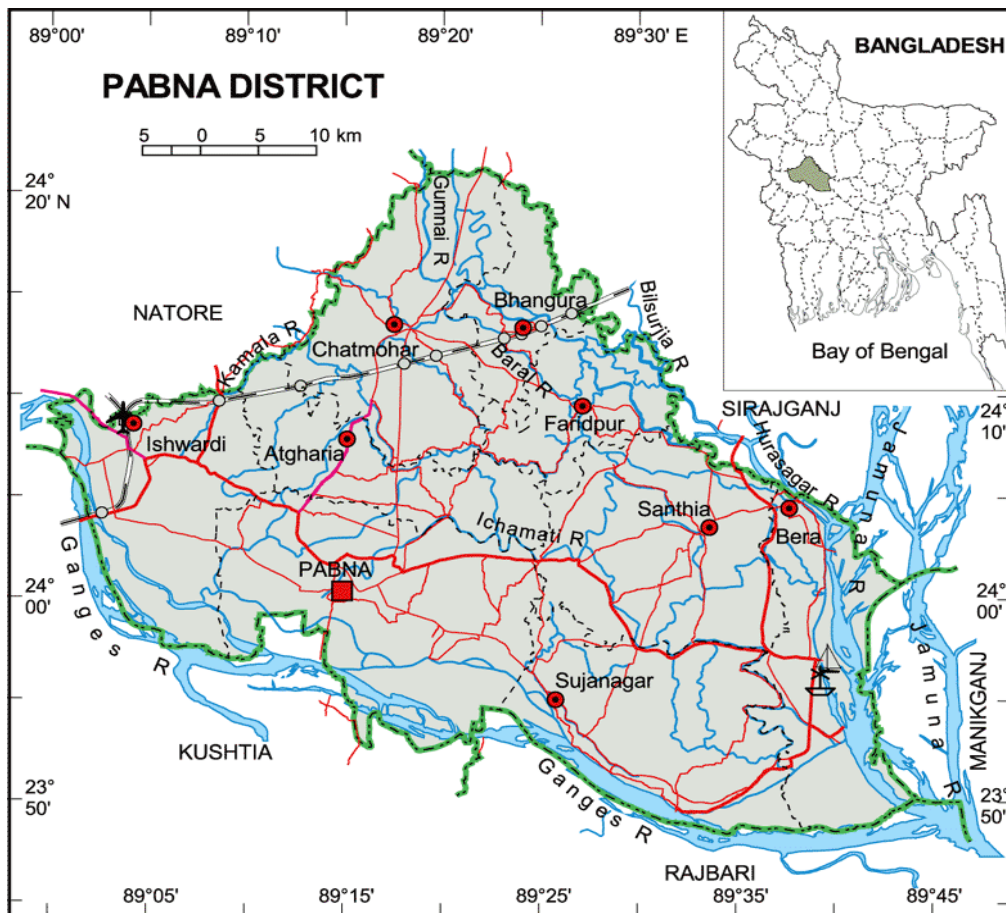 89°00'
89°10'
89°20'
89°30' E
PABNA DISTRICT
5 0 5 10 km
BANGLADESH
Bay of Bengal
24°
20' N
Gumnai R
NATORE
Kamala R
Chatmohar
Bhangura
Baral R
Bilsurila R
SIRAJGANJ
24°
10'
Ishwardi
Atgharia
Faridpur
Hurasagar R
Jamuna R
Santhia
Bera
Ichamati R
PABNA
24°
00'
24°
00'
Ganges R
Sujanagar
Jamuna R
MANIKGANJ
KUSHTIA
Ganges R
23°
50'
23°
50'
RAJBARI
89°05'
89°15'
89°25'
89°35'
89°45'